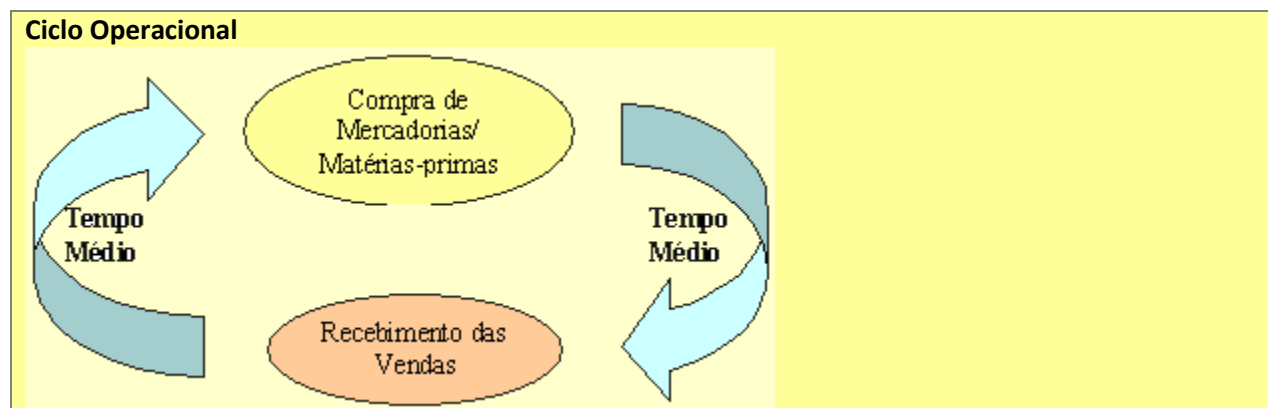 Ciclo Operacional
Compra de
Mercadorias/
Matérias-primas
Tempo
Médio
Tempo
Médio
Recebimento das
Vendas